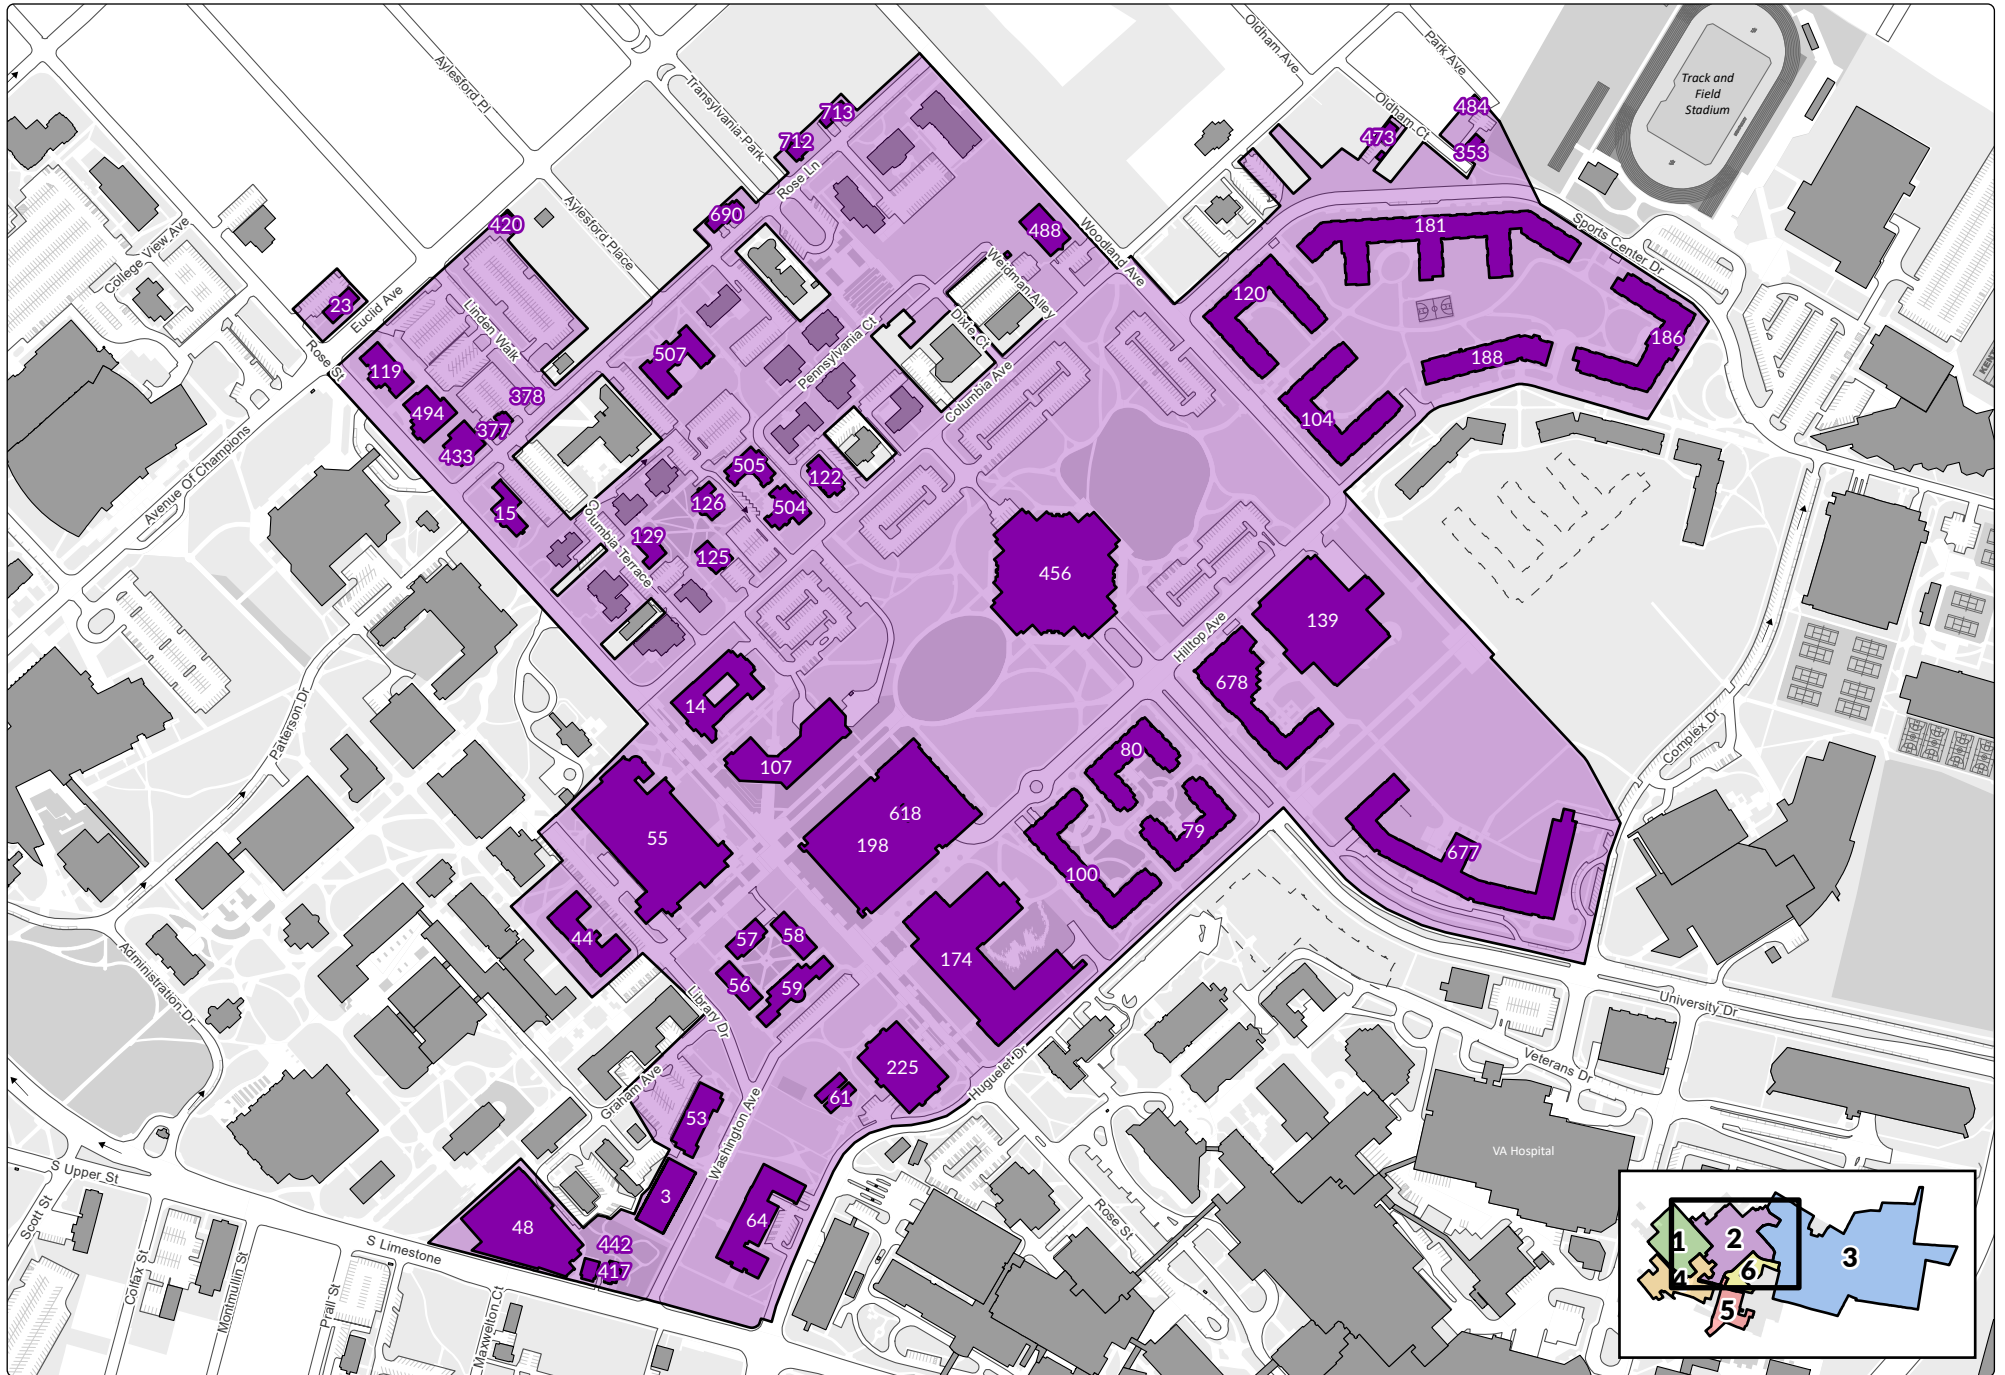 Oldham Ave
Park Ave
Aylesford Pl
Transylvania Park
Track and
Field
Stadium
Oldham Ct
484
713
473
712
353
Rose Ln
College View Ave
Aylesford Place
690
420
488
Woodland Ave
181
Sports Center Dr
Weidman Alley
23
Euclid Ave
Linden Walk
120
Dixie Ct
Rose St
507
Pennsylvania Ct
186
188
119
Columbia Ave
378
494
377
104
433
Avenue Of Champions
505
122
126
504
15
Columbia Terrace
129
125
456
139
Hilltop Ave
678
14
Patterson Dr
Complex Dr
107
80
618
198
55
79
677
100
44
57
58
174
56
59
Administration Dr
Library Dr
University Dr
225
Veterans Dr
Huguelet Dr
61
Graham Ave
53
Washington Ave
VA Hospital
S Upper St
3
Scott St
48
64
Rose St
442
417
S Limestone
Collax St
Montmullin St
Prall St
Maxwelton Ct
1
2
3
4
6
5